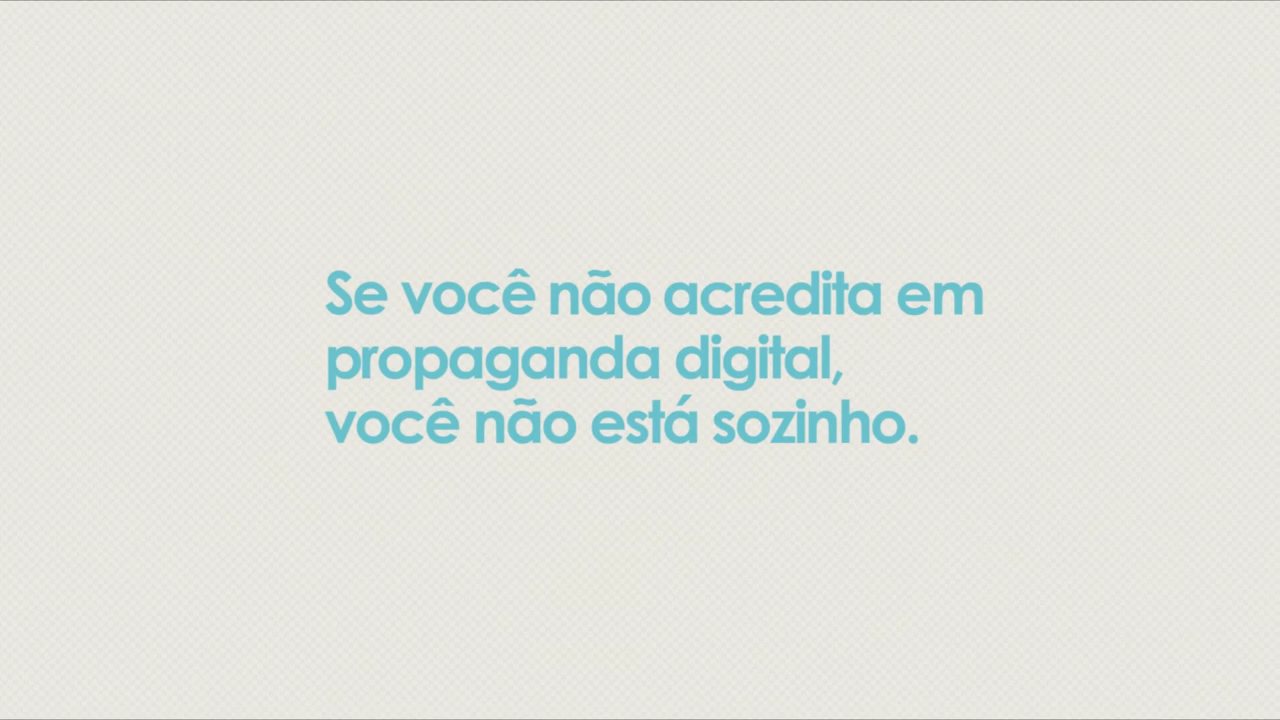 Se você não acredita em
propaganda digital,
você não está sozinho.